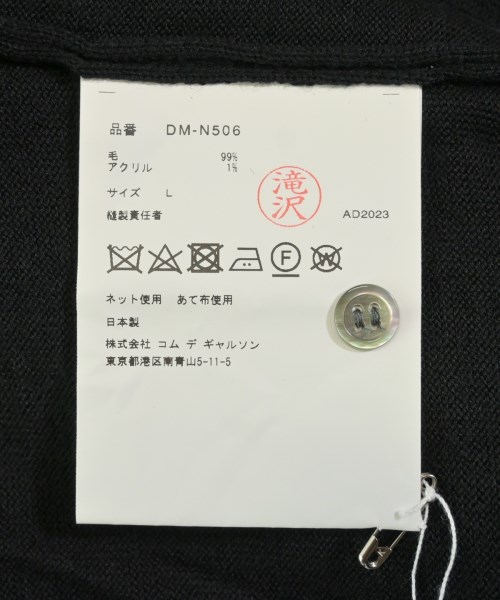 品番 DM-N506
毛 99%
アクリル 1%
サイズ L
滝沢
縫製責任者 AD2023
F W
ネット使用 あて布使用
日本製
株式会社 コム デ ギャルソン
東京都港区南青山5-11-5